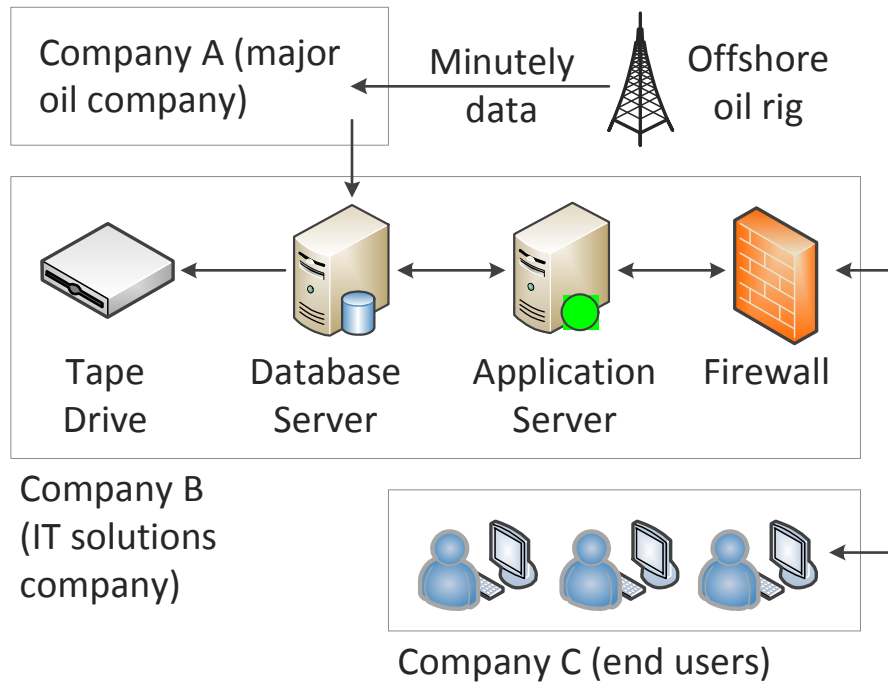 Company A (major
oil company)
Minutely
data
Offshore
oil rig
Tape
Drive
Database
Server
Application
Server
Firewall
Company B
(IT solutions
company)
Company C (end users)